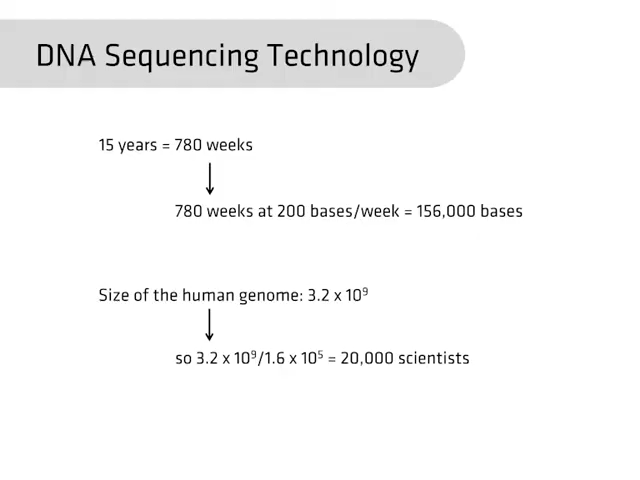 DNA Sequencing Technology
15 years = 780 weeks
780 weeks at 200 bases/week = 156,000 bases
Size of the human genome: 3.2 x 10⁹
so 3.2 x 10⁹/1.6 x 10⁵ = 20,000 scientists